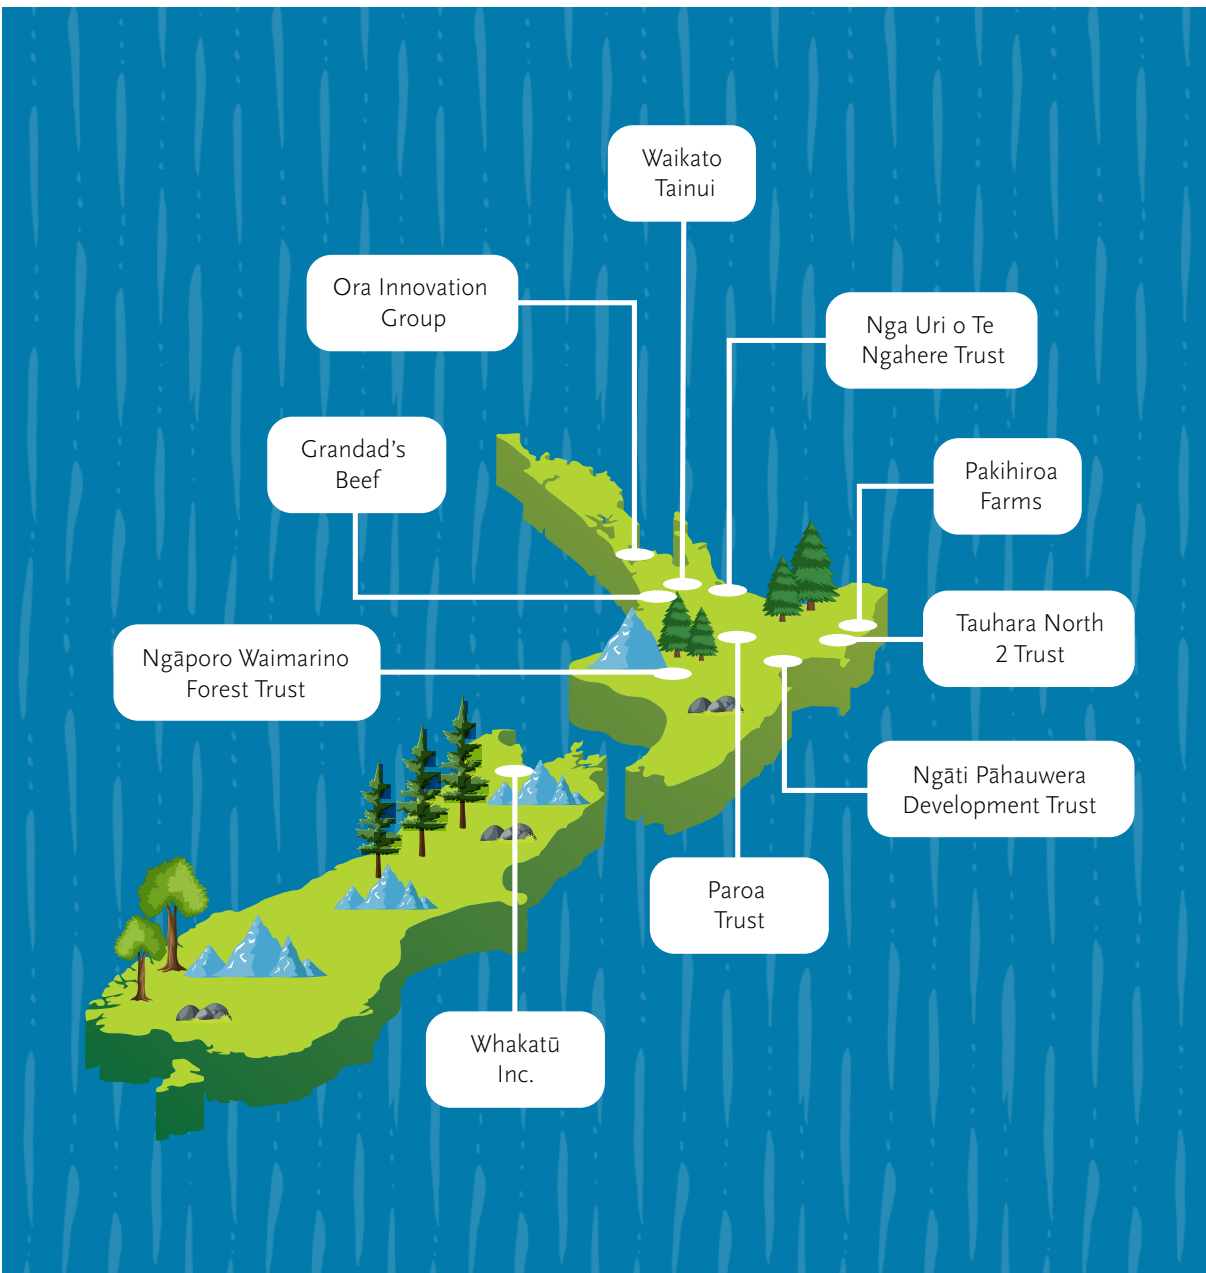 Waikato
Tainui
Ora Innovation
Group
Nga Uri o Te
Ngahere Trust
Grandad’s
Beef
Pakihiroa
Farms
Tauhara North
2 Trust
Ngāporo Waimarino
Forest Trust
Ngāti Pāhauwera
Development Trust
Paroa
Trust
Whakatū
Inc.